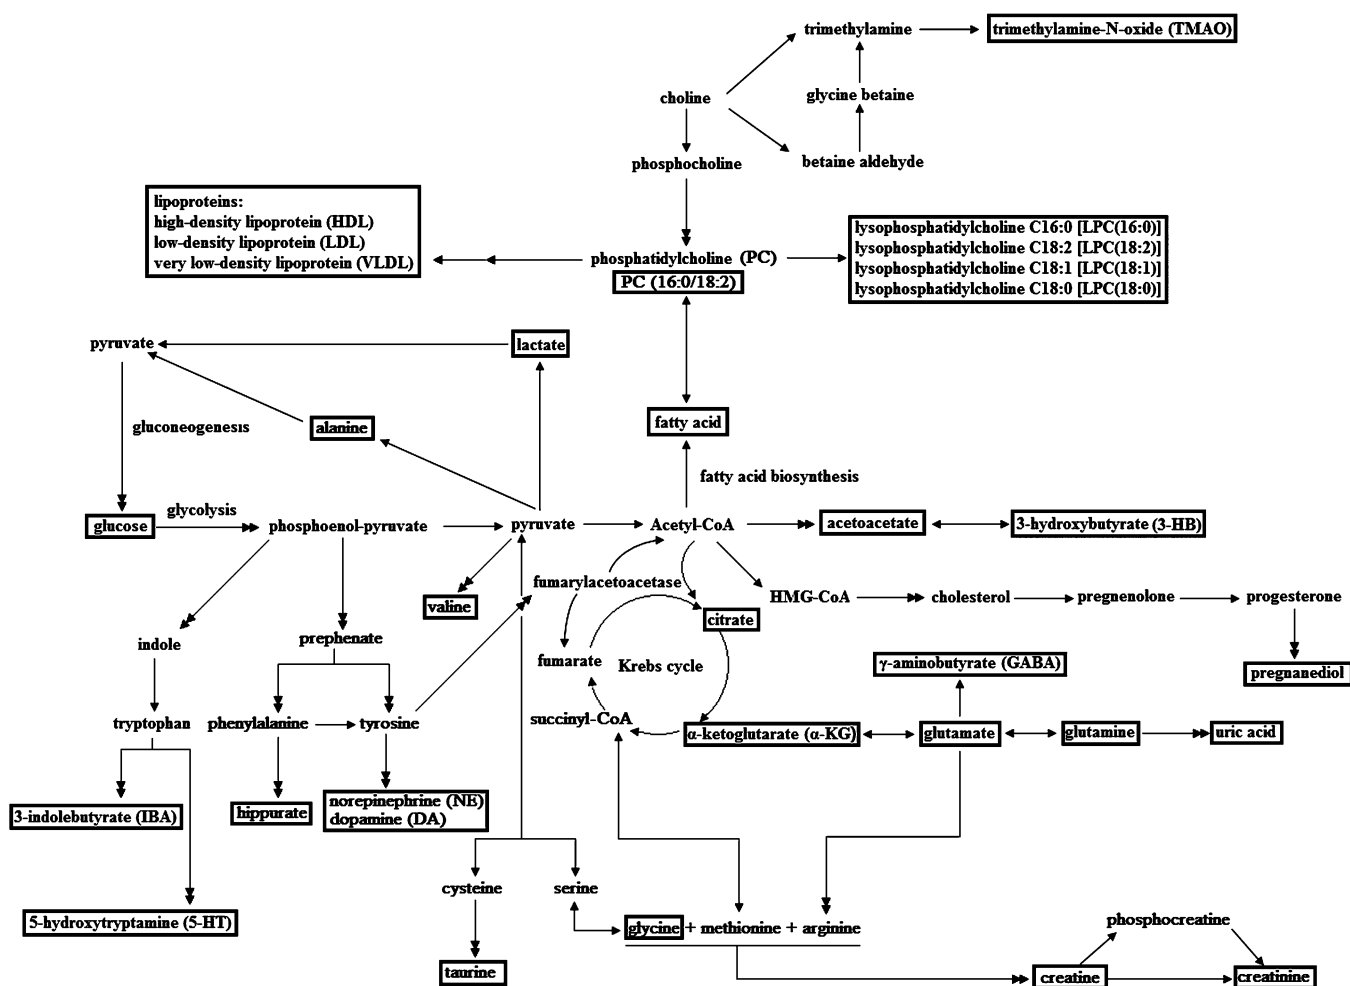 trimethylamine
trimethylamine-N-oxide (TMAO)
choline
glycine betaine
phosphocholine
betaine aldehyde
lipoproteins:
high-density lipoprotein (HDL)
low-density lipoprotein (LDL)
very low-density lipoprotein (VLDL)
phosphatidylcholine (PC)
PC (16:0/18:2)
lysophosphatidylcholine C16:0 [LPC(16:0)]
lysophosphatidylcholine C18:2 [LPC(18:2)]
lysophosphatidylcholine C18:1 [LPC(18:1)]
lysophosphatidylcholine C18:0 [LPC(18:0)]
pyruvate
lactate
gluconeogenesis
alanine
fatty acid
fatty acid biosynthesis
glucose
glycolysis
phosphoenol-pyruvate
pyruvate
Acetyl-CoA
acetoacetate
3-hydroxybutyrate (3-HB)
valine
fumarylacetoacetase
citrate
HMG-CoA
cholesterol
pregnenolone
progesterone
indole
prephenate
fumarate
Krebs cycle
γ-aminobutyrate (GABA)
pregnanediol
tryptophan
phenylalanine
tyrosine
succinyl-CoA
α-ketoglutarate (α-KG)
glutamate
glutamine
uric acid
3-indolebutyrate (IBA)
hippurate
norepinephrine (NE)
dopamine (DA)
cysteine
serine
5-hydroxytryptamine (5-HT)
glycine + methionine + arginine
phosphocreatine
taurine
creatine
creatinine